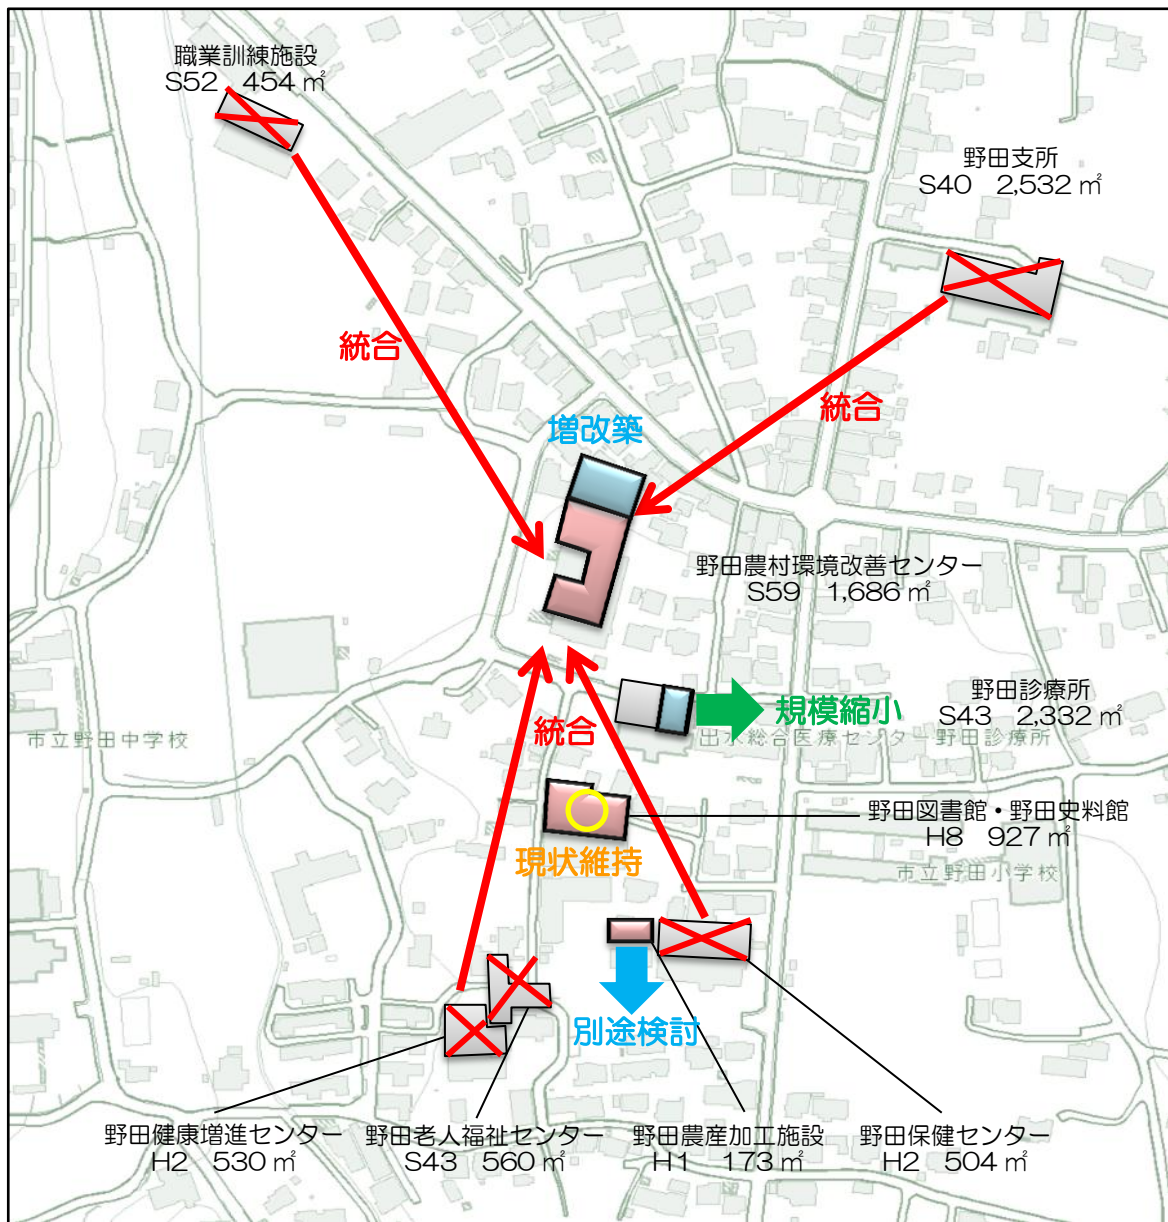 職業訓練施設
S52 454㎡
野田支所
S40 2,532㎡
統合
統合
増改築
野田農村環境改善センター
S59 1,686㎡
野田診療所
S43 2,332㎡
規模縮小
統合
市立野田中学校
出水総合医療センター野田診療所
野田図書館・野田史料館
H8 927㎡
現状維持
市立野田小学校
別途検討
野田健康増進センター
H2 530㎡
野田老人福祉センター
S43 560㎡
野田農産加工施設
H1 173㎡
野田保健センター
H2 504㎡